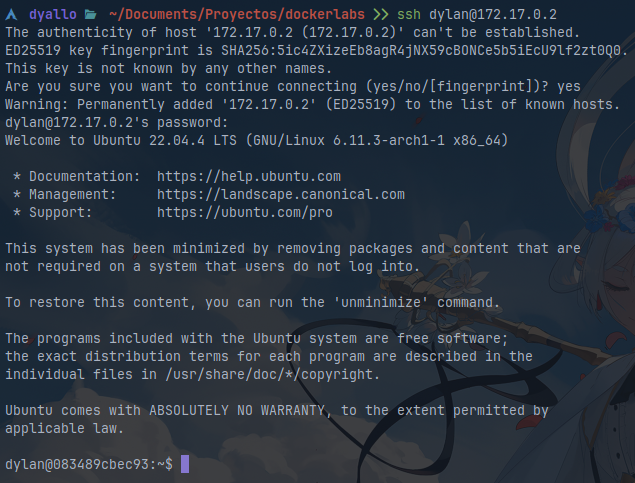 dyallo ~/Documents/Proyectos/dockerlabs >> ssh dylan@172.17.0.2
The authenticity of host '172.17.0.2 (172.17.0.2)' can't be established.
ED25519 key fingerprint is SHA256:5ic4ZXizeEb8agR4jNX59cBONCe5b5iEcU9lf2zt0Q0.
This key is not known by any other names.
Are you sure you want to continue connecting (yes/no/[fingerprint])? yes
Warning: Permanently added '172.17.0.2' (ED25519) to the list of known hosts.
dylan@172.17.0.2's password:
Welcome to Ubuntu 22.04.4 LTS (GNU/Linux 6.11.3-arch1-1 x86_64)

 * Documentation:  https://help.ubuntu.com
 * Management:     https://landscape.canonical.com
 * Support:        https://ubuntu.com/pro

This system has been minimized by removing packages and content that are
not required on a system that users do not log into.

To restore this content, you can run the 'unminimize' command.

The programs included with the Ubuntu system are free software;
the exact distribution terms for each program are described in the
individual files in /usr/share/doc/*/copyright.

Ubuntu comes with ABSOLUTELY NO WARRANTY, to the extent permitted by
applicable law.

dylan@083489cbec93:~$